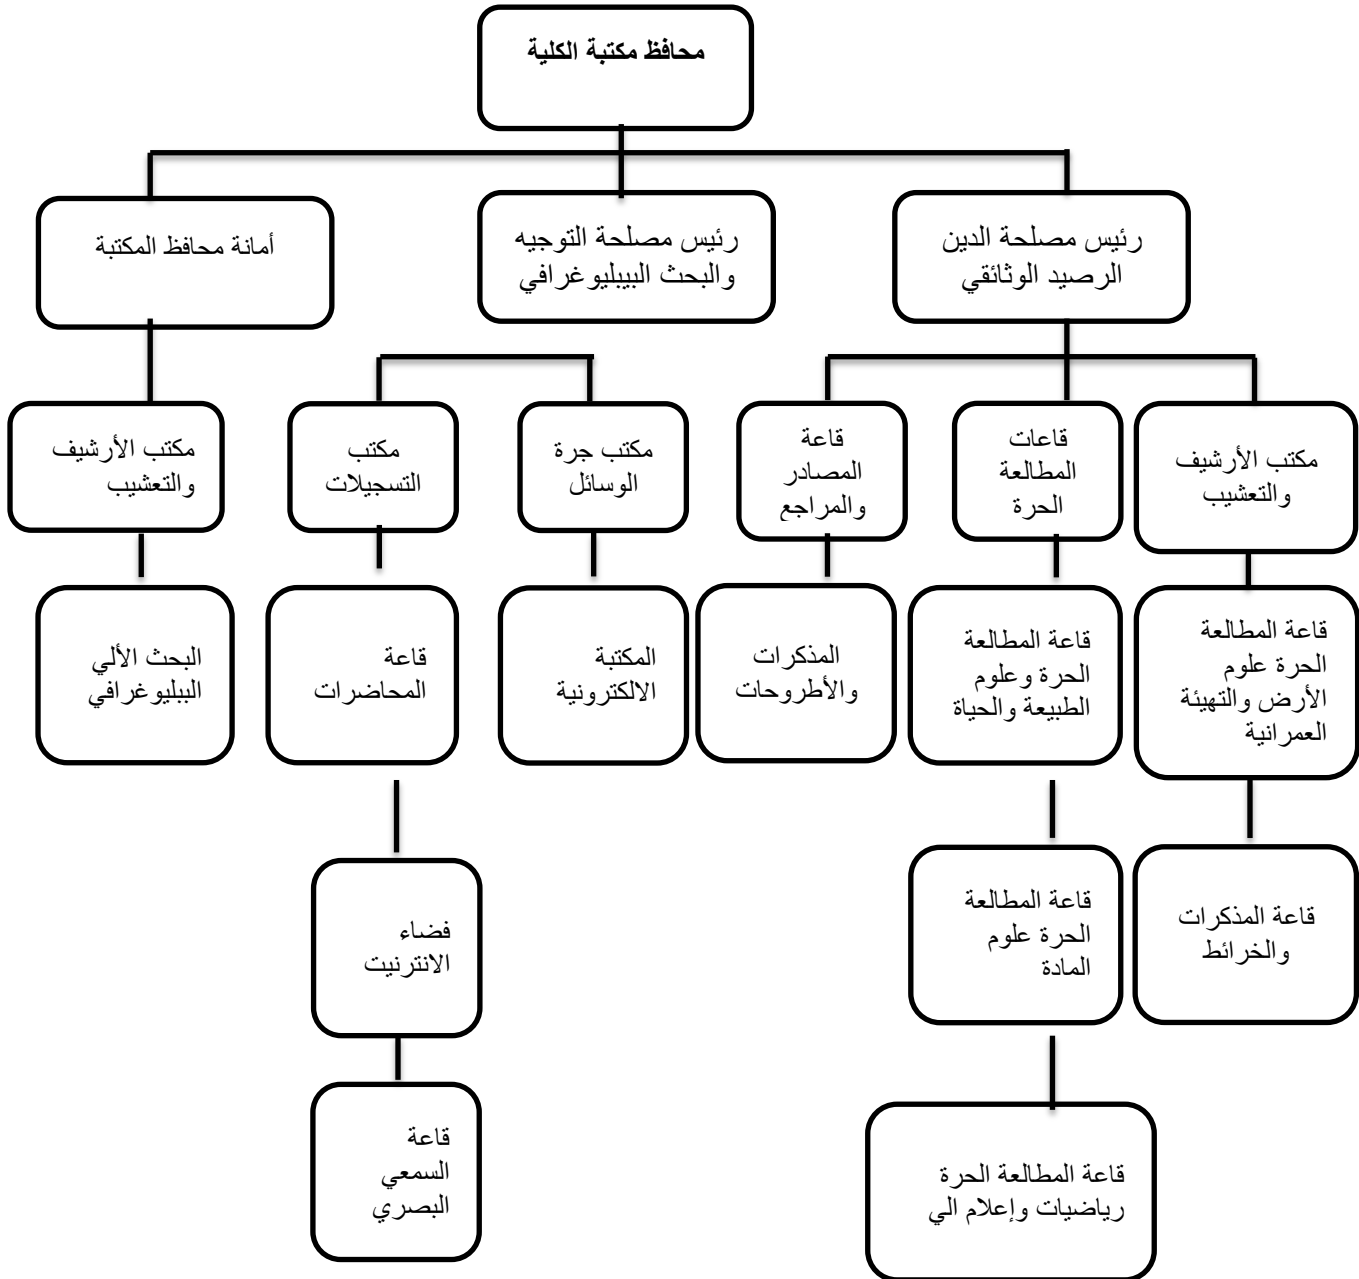 محافظ مكتبة الكلية
رئيس مصلحة الدين
الرصيد الوثائقي
رئيس مصلحة التوجيه
والبحث البيبليوغرافي
أمانة محافظ المكتبة
مكتب الأرشيف
والتعشيب
قاعات
المطالعة
الحرة
قاعة
المصادر
والمراجع
مكتب جرة
الوسائل
مكتب
التسجيلات
مكتب الأرشيف
والتعشيب
قاعة المطالعة
الحرة علوم
الأرض والتهيئة
العمرانية
قاعة المطالعة
الحرة وعلوم
الطبيعة والحياة
المذكرات
والأطروحات
المكتبة
الالكترونية
قاعة
المحاضرات
البحث الألي
الببليوغرافي
قاعة المذكرات
والخرائط
قاعة المطالعة
الحرة علوم
المادة
فضاء
الانترنيت
قاعة المطالعة الحرة
رياضيات وإعلام الي
قاعة
السمعي
البصري